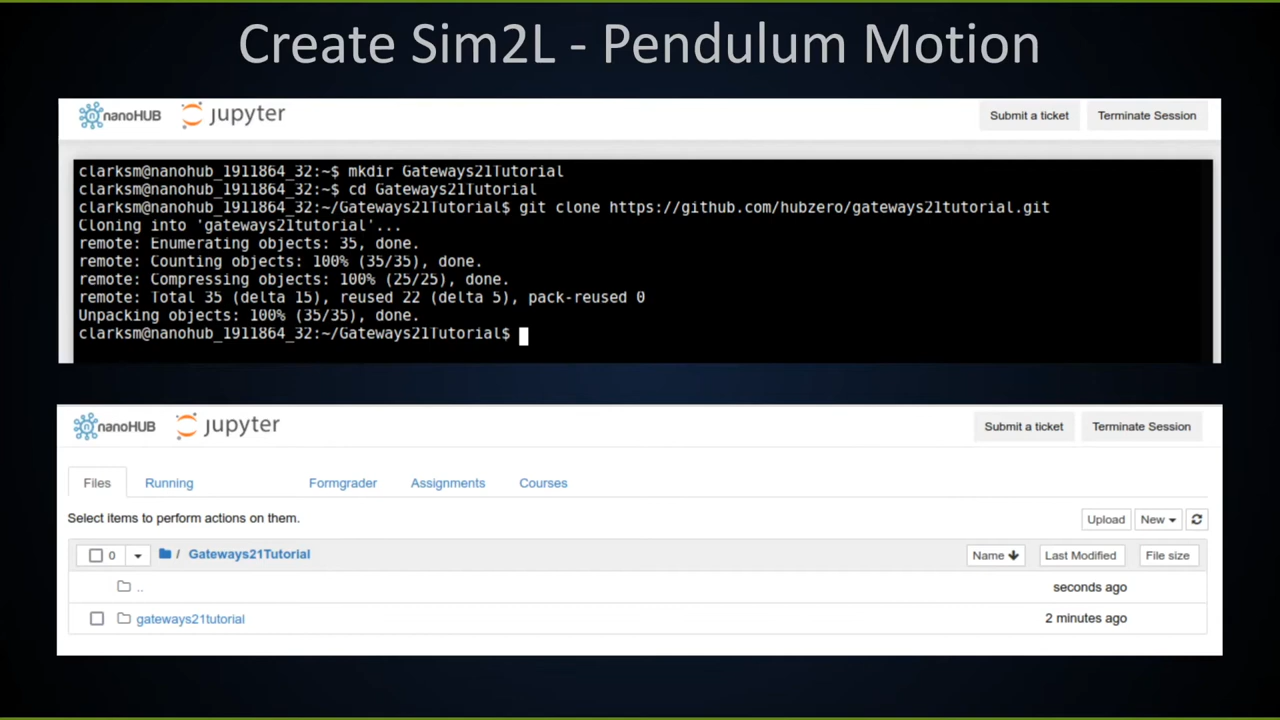 Create Sim2L - Pendulum Motion
nanoHUB jupyter Submit a ticket Terminate Session
clarksm@nanohub_1911864_32:~$ mkdir Gateways21Tutorial
clarksm@nanohub_1911864_32:~$ cd Gateways21Tutorial
clarksm@nanohub_1911864_32:~/Gateways21Tutorial$ git clone https://github.com/hubzero/gateways21tutorial.git
Cloning into 'gateways21tutorial'...
remote: Enumerating objects: 35, done.
remote: Counting objects: 100% (35/35), done.
remote: Compressing objects: 100% (25/25), done.
remote: Total 35 (delta 15), reused 22 (delta 5), pack-reused 0
Unpacking objects: 100% (35/35), done.
clarksm@nanohub_1911864_32:~/Gateways21Tutorial$
nanoHUB jupyter Submit a ticket Terminate Session
Files Running Formgrader Assignments Courses
Select items to perform actions on them.
Upload New
0 / Gateways21Tutorial Name Last Modified File size
.. seconds ago
gateways21tutorial 2 minutes ago